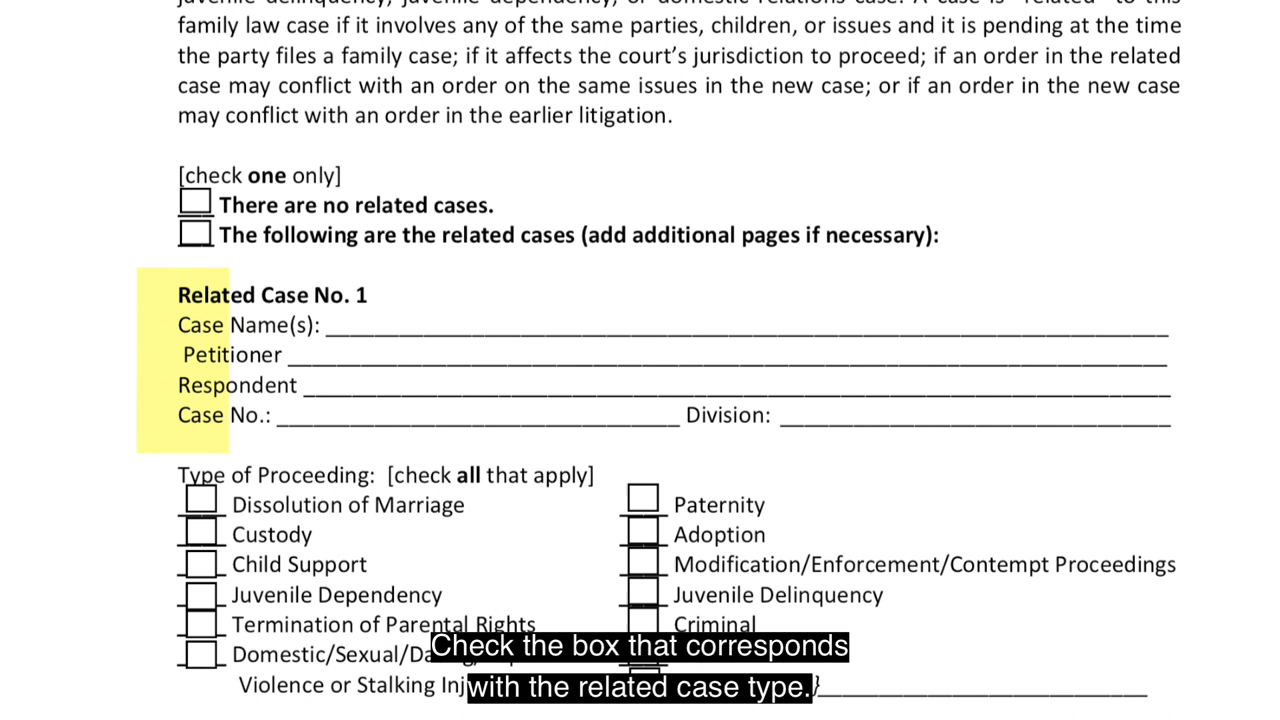 family law case if it involves any of the same parties, children, or issues and it is pending at the time
the party files a family case; if it affects the court's jurisdiction to proceed; if an order in the related
case may conflict with an order on the same issues in the new case; or if an order in the new case
may conflict with an order in the earlier litigation.
[check one only]
There are no related cases.
The following are the related cases (add additional pages if necessary):
Related Case No. 1
Case Name(s):
Petitioner
Respondent
Case No.: Division:
Type of Proceeding: [check all that apply]
Dissolution of Marriage Paternity
Custody Adoption
Child Support Modification/Enforcement/Contempt Proceedings
Juvenile Dependency Juvenile Delinquency
Termination of Parental Rights Criminal
Domestic/Sexual/
Violence or Stalking
Check the box that corresponds
with the related case type.